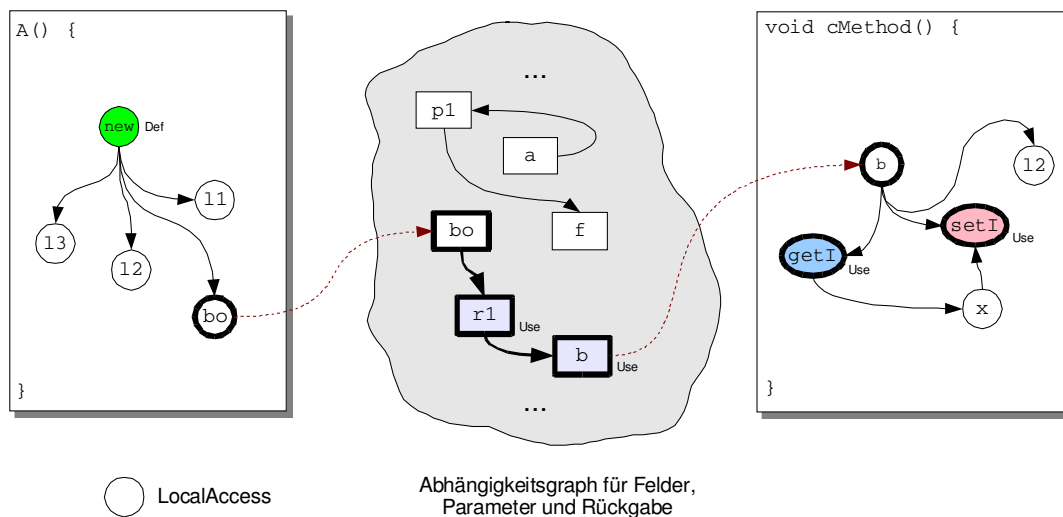 A() {
new
Def
l1
l3
l2
bo
}
...
p1
a
bo
f
r1
Use
b
Use
...
void cMethod() {
b
l2
setI
Use
getI
Use
x
}
LocalAccess
Abhängigkeitsgraph für Felder,
Parameter und Rückgabe